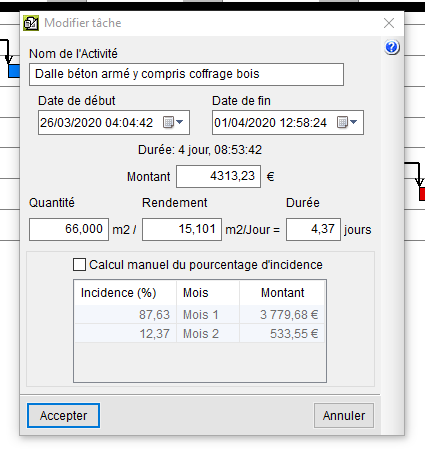 Modifier tâche
Nom de l'Activité
Dalle béton armé y compris coffrage bois
Date de début Date de fin
26/03/2020 04:04:42 01/04/2020 12:58:24
Durée: 4 jour, 08:53:42
Montant 4313,23 €
Quantité Rendement Durée
66,000 m2 / 15,101 m2/Jour = 4,37 jours
Calcul manuel du pourcentage d'incidence
Incidence (%) Mois Montant
87,63 Mois 1 3 779,68 €
12,37 Mois 2 533,55 €
Accepter Annuler